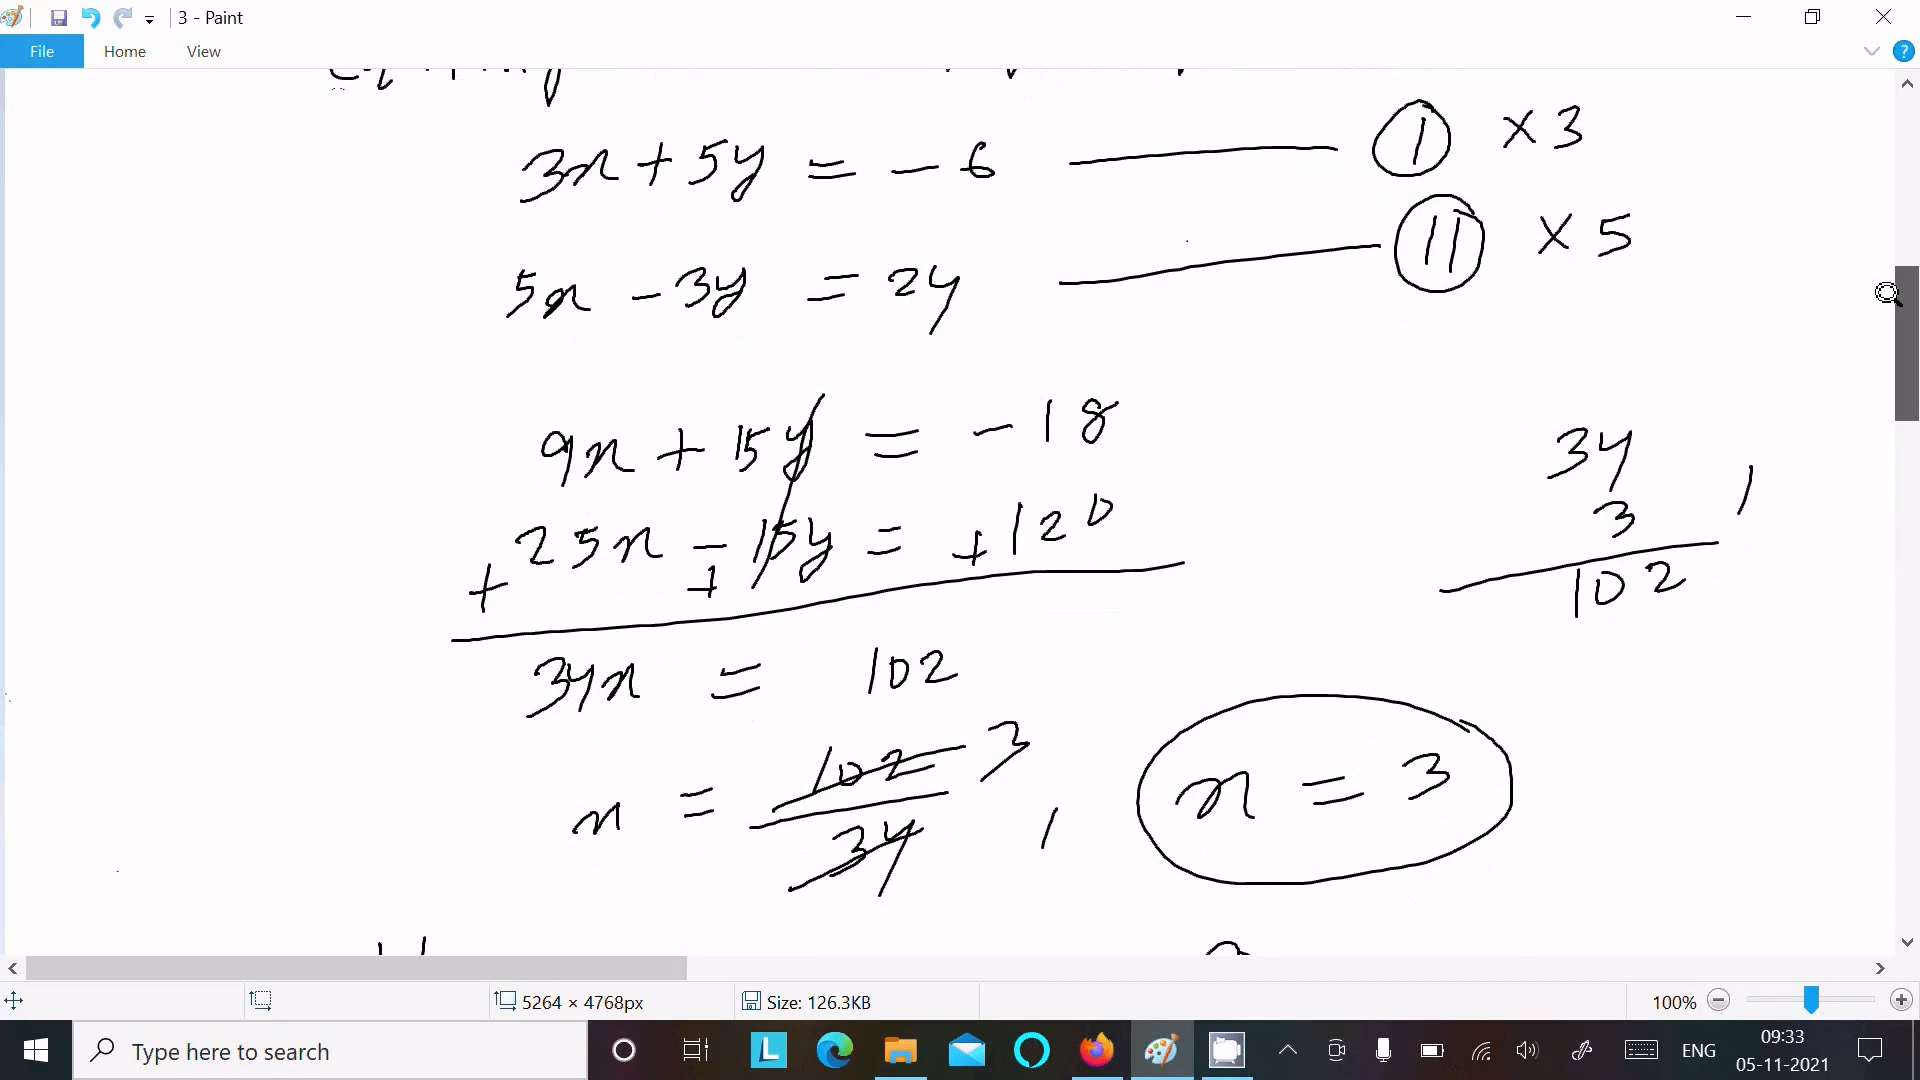 3 - Paint
File Home View
3x + 5y = - 6 ——— I × 3
5x - 3y = 24 ——— II × 5
9x + 15y = - 18
+ 25x - 15y = + 120
+
34x = 102
x = 102/34 3 , x = 3
34 ,
3
102
5264 × 4768px Size: 126.3KB 100%
Type here to search
L
ENG
09:33
05-11-2021